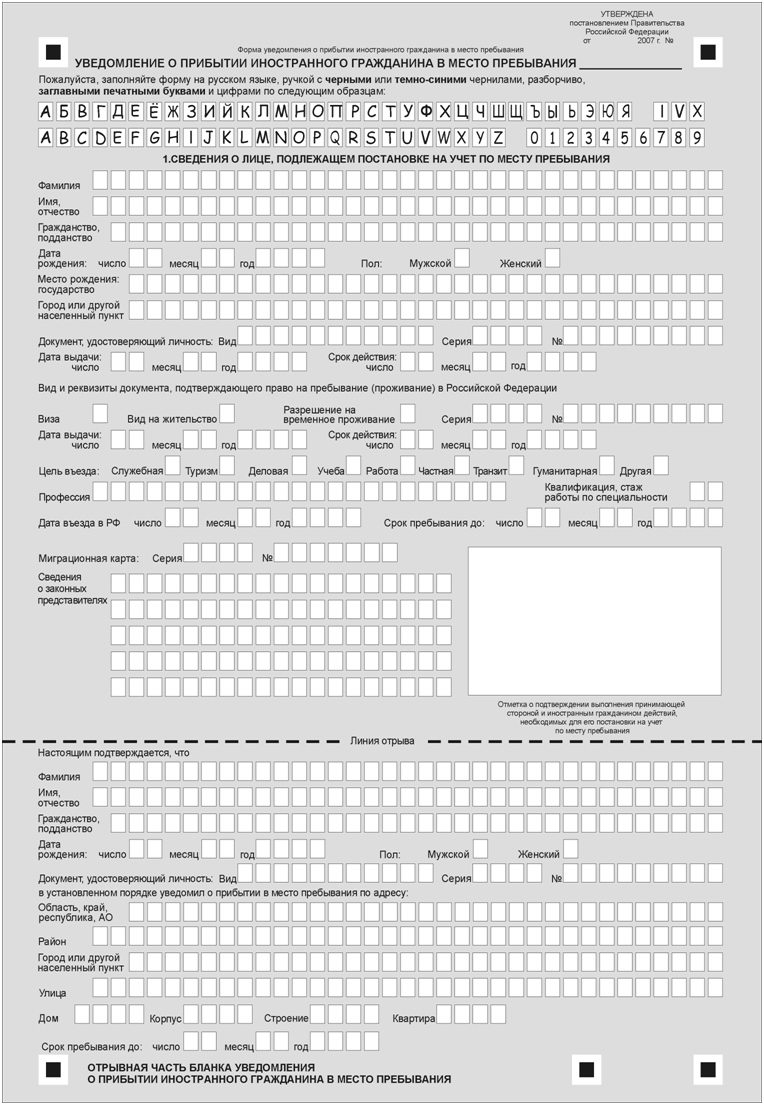 УТВЕРЖДЕНА
постановлением Правительства
Российской Федерации
от 2007 г. №
Форма уведомления о прибытии иностранного гражданина в место пребывания
УВЕДОМЛЕНИЕ О ПРИБЫТИИ ИНОСТРАННОГО ГРАЖДАНИНА В МЕСТО ПРЕБЫВАНИЯ
Пожалуйста, заполняйте форму на русском языке, ручкой с черными или темно-синими чернилами, разборчиво,
заглавными печатными буквами и цифрами по следующим образцам:
А Б В Г Д Е Ё Ж З И Й К Л М Н О П Р С Т У Ф Х Ц Ч Ш Щ Ъ Ы Ь Э Ю Я I V X
A B C D E F G H I J K L M N O P Q R S T U V W X Y Z 0 1 2 3 4 5 6 7 8 9
1.СВЕДЕНИЯ О ЛИЦЕ, ПОДЛЕЖАЩЕМ ПОСТАНОВКЕ НА УЧЕТ ПО МЕСТУ ПРЕБЫВАНИЯ
Фамилия
Имя,
отчество
Гражданство,
подданство
Дата
рождения: число месяц год Пол: Мужской Женский
Место рождения:
государство
Город или другой
населенный пункт
Документ, удостоверяющий личность: Вид Серия №
Дата выдачи: Срок действия:
число месяц год число месяц год
Вид и реквизиты документа, подтверждающего право на пребывание (проживание) в Российской Федерации
Виза Вид на жительство Разрешение на
временное проживание Серия №
Дата выдачи: Срок действия:
число месяц год число месяц год
Цель въезда: Служебная Туризм Деловая Учеба Работа Частная Транзит Гуманитарная Другая
Профессия Квалификация, стаж
работы по специальности
Дата въезда в РФ число месяц год Срок пребывания до: число месяц год
Миграционная карта: Серия №
Сведения
о законных
представителях
Отметка о подтверждении выполнения принимающей
стороной и иностранным гражданином действий,
необходимых для его постановки на учет
по месту пребывания
Линия отрыва
Настоящим подтверждается, что
Фамилия
Имя,
отчество
Гражданство,
подданство
Дата
рождения: число месяц год Пол: Мужской Женский
Документ, удостоверяющий личность: Вид Серия №
в установленном порядке уведомил о прибытии в место пребывания по адресу:
Область, край,
республика, АО
Район
Город или другой
населенный пункт
Улица
Дом Корпус Строение Квартира
Срок пребывания до: число месяц год
ОТРЫВНАЯ ЧАСТЬ БЛАНКА УВЕДОМЛЕНИЯ
О ПРИБЫТИИ ИНОСТРАННОГО ГРАЖДАНИНА В МЕСТО ПРЕБЫВАНИЯ